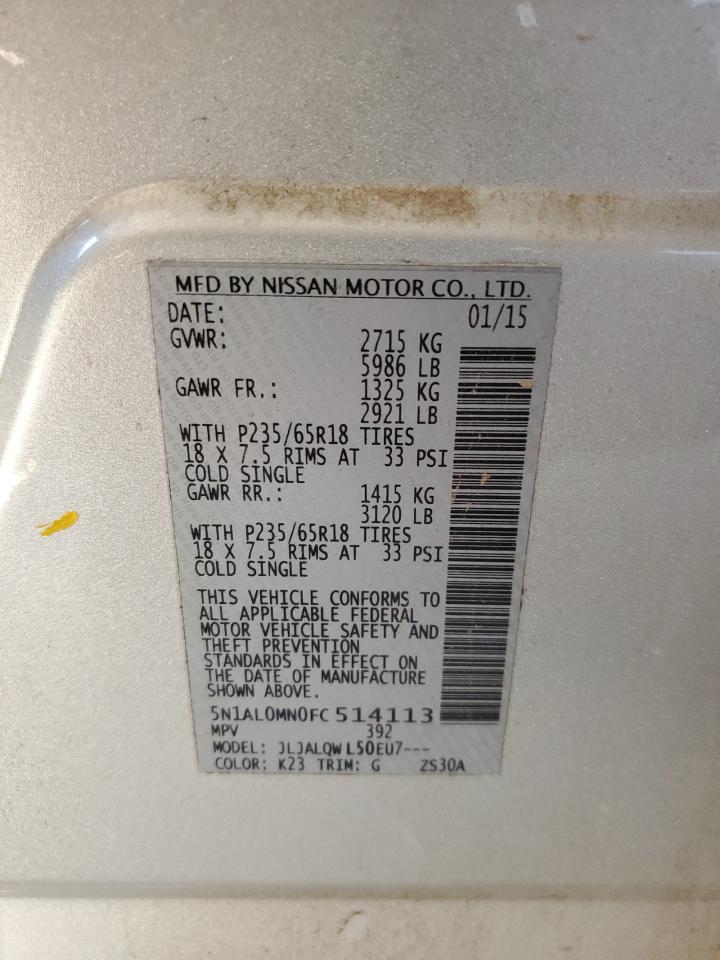 MFD BY NISSAN MOTOR CO., LTD.
DATE: 01/15
GVWR: 2715 KG
5986 LB
GAWR FR.: 1325 KG
2921 LB
WITH P235/65R18 TIRES
18 X 7.5 RIMS AT 33 PSI
COLD SINGLE
GAWR RR.: 1415 KG
3120 LB
WITH P235/65R18 TIRES
18 X 7.5 RIMS AT 33 PSI
COLD SINGLE
THIS VEHICLE CONFORMS TO
ALL APPLICABLE FEDERAL
MOTOR VEHICLE SAFETY AND
THEFT PREVENTION
STANDARDS IN EFFECT ON
THE DATE OF MANUFACTURE
SHOWN ABOVE.
5N1AL0MN0FC514113
MPV 392
MODEL: JLJALQWL50EU7---
COLOR: K23 TRIM: G ZS30A